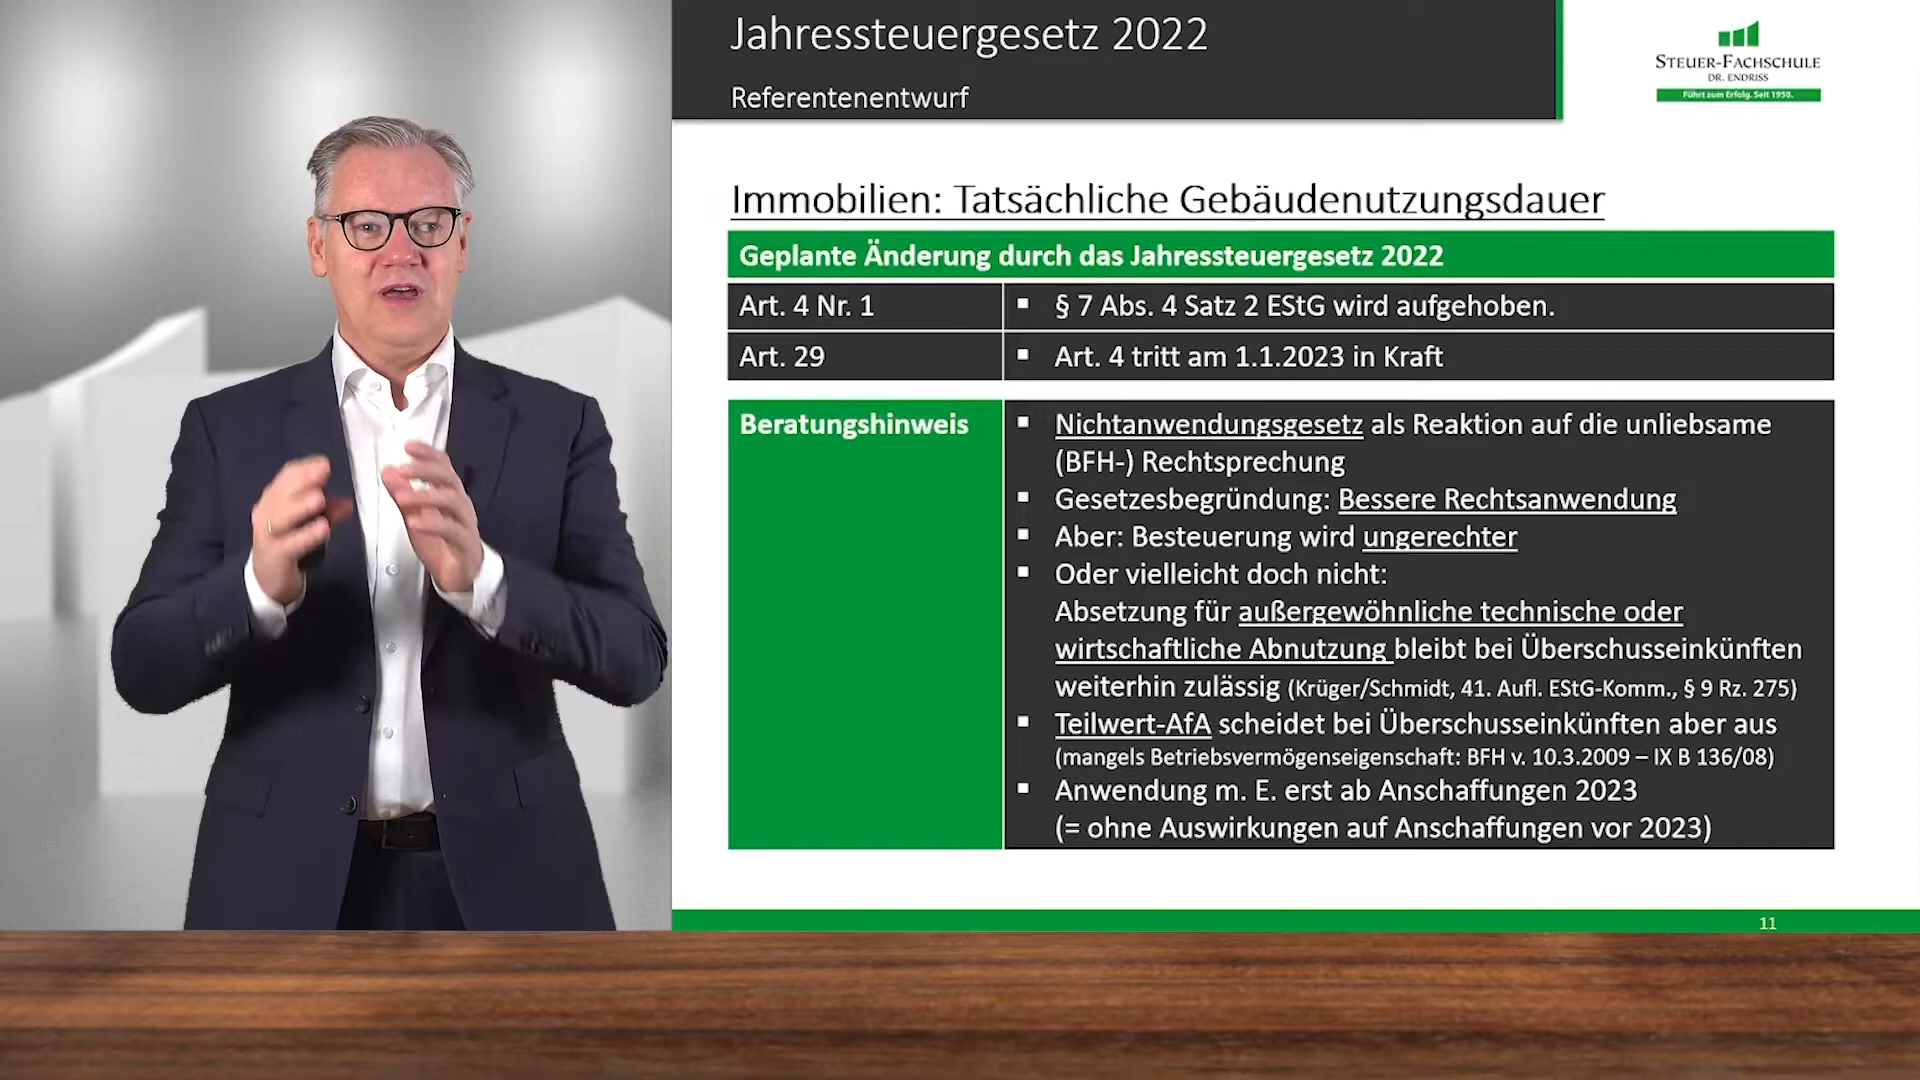 Jahressteuergesetz 2022
Referentenentwurf
STEUER-FACHSCHULE
DR. ENDRISS
Führt zum Erfolg. Seit 1950.
Immobilien: Tatsächliche Gebäudenutzungsdauer
Geplante Änderung durch das Jahressteuergesetz 2022
Art. 4 Nr. 1
▪ § 7 Abs. 4 Satz 2 EStG wird aufgehoben.
Art. 29
▪ Art. 4 tritt am 1.1.2023 in Kraft
Beratungshinweis
▪ Nichtanwendungsgesetz als Reaktion auf die unliebsame
(BFH-) Rechtsprechung
▪ Gesetzesbegründung: Bessere Rechtsanwendung
▪ Aber: Besteuerung wird ungerechter
▪ Oder vielleicht doch nicht:
Absetzung für außergewöhnliche technische oder
wirtschaftliche Abnutzung bleibt bei Überschusseinkünften
weiterhin zulässig (Krüger/Schmidt, 41. Aufl. EStG-Komm., § 9 Rz. 275)
▪ Teilwert-AfA scheidet bei Überschusseinkünften aber aus
(mangels Betriebsvermögenseigenschaft: BFH v. 10.3.2009 – IX B 136/08)
▪ Anwendung m. E. erst ab Anschaffungen 2023
(= ohne Auswirkungen auf Anschaffungen vor 2023)
11